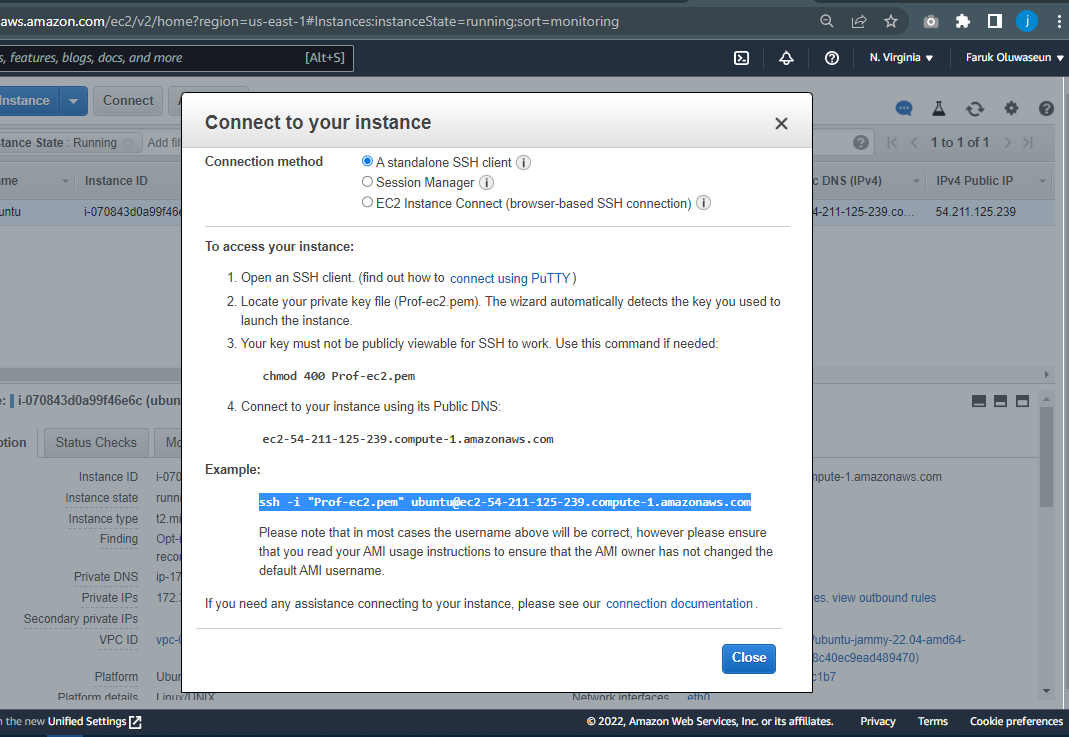 aws.amazon.com/ec2/v2/home?region=us-east-1#Instances:instanceState=running;sort=monitoring
j
s, features, blogs, docs, and more [Alt+S]
N. Virginia ▼ Faruk Oluwaseun ▼
Instance Connect
tance State : Running Add fil 1 to 1 of 1
me Instance ID c DNS (IPv4) IPv4 Public IP
untu i-070843d0a99f46e 4-211-125-239.co... 54.211.125.239
Connect to your instance
Connection method
A standalone SSH client
Session Manager
EC2 Instance Connect (browser-based SSH connection)
To access your instance:
1. Open an SSH client. (find out how to connect using PuTTY)
2. Locate your private key file (Prof-ec2.pem). The wizard automatically detects the key you used to
launch the instance.
3. Your key must not be publicly viewable for SSH to work. Use this command if needed:
chmod 400 Prof-ec2.pem
4. Connect to your instance using its Public DNS:
ec2-54-211-125-239.compute-1.amazonaws.com
Example:
ssh -i "Prof-ec2.pem" ubuntu@ec2-54-211-125-239.compute-1.amazonaws.com
Please note that in most cases the username above will be correct, however please ensure
that you read your AMI usage instructions to ensure that the AMI owner has not changed the
default AMI username.
If you need any assistance connecting to your instance, please see our connection documentation.
Close
e: i-070843d0a99f46e6c (ubun
ption Status Checks Mo
Instance ID i-070 mpute-1.amazonaws.com
Instance state runn
Instance type t2.mi
Finding Opt-i
recor
Private DNS ip-17
Private IPs 172.3 es. view outbound rules
Secondary private IPs
VPC ID vpc-0 /ubuntu-jammy-22.04-amd64-
8c40ec9ead489470)
Platform Ubun c1b7
Platform details Linux/UNIX Network interfaces eth0
n the new Unified Settings © 2022, Amazon Web Services, Inc. or its affiliates. Privacy Terms Cookie preferences